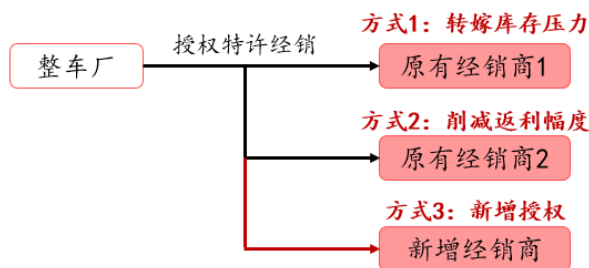 方式1：转嫁库存压力
授权特许经销
整车厂
原有经销商1
方式2：削减返利幅度
原有经销商2
方式3：新增授权
新增经销商